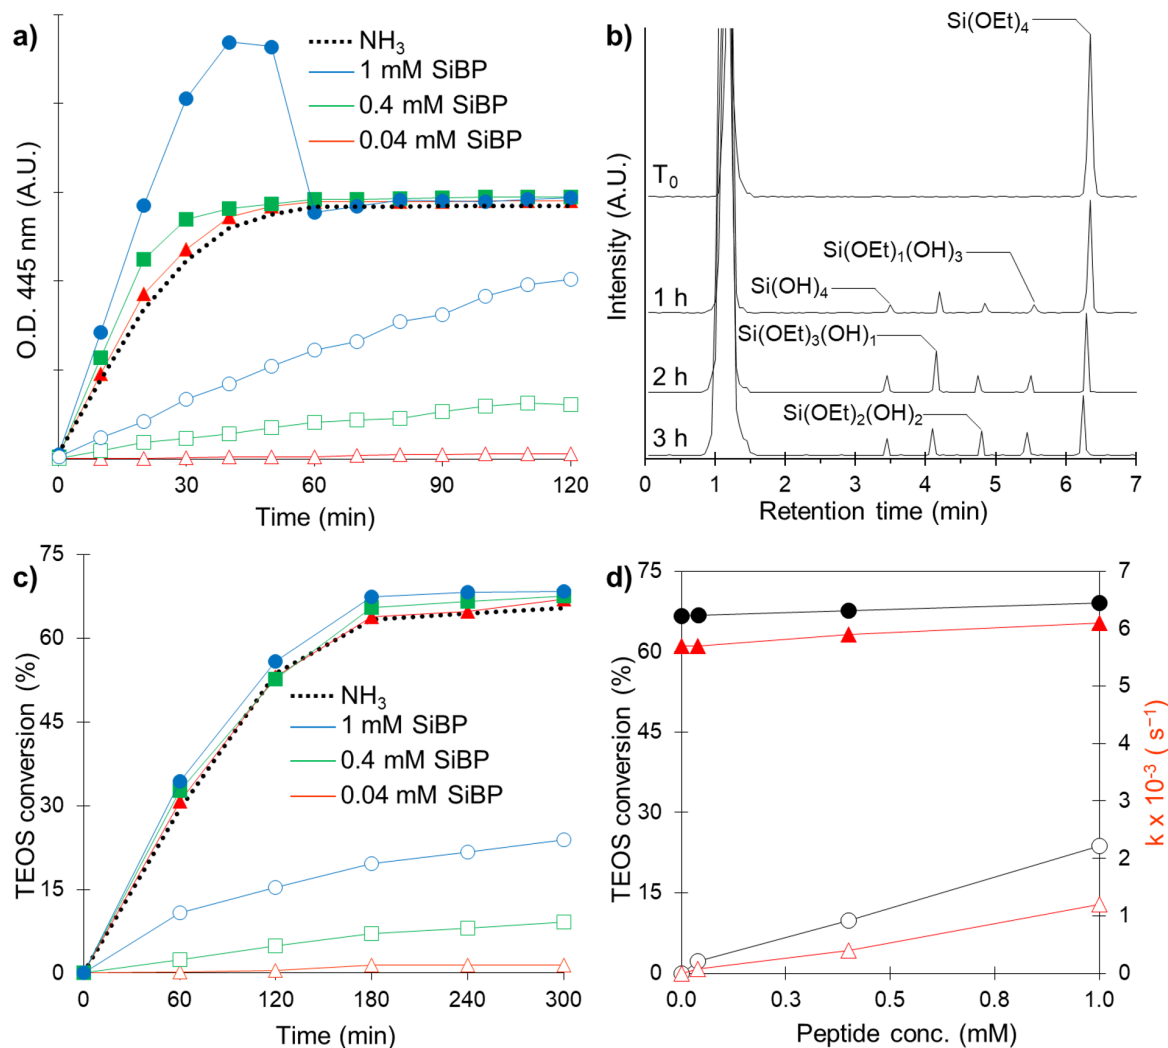 a)
NH₃
1 mM SiBP
0.4 mM SiBP
0.04 mM SiBP
O.D. 445 nm (A.U.)
0 30 60 90 120
Time (min)
b)
Si(OEt)₄
T₀
Si(OEt)₁(OH)₃
Si(OH)₄
1 h
Si(OEt)₃(OH)₁
2 h
Si(OEt)₂(OH)₂
3 h
Intensity (A.U.)
0 1 2 3 4 5 6 7
Retention time (min)
c)
75
60
45
30
15
0
TEOS conversion (%)
NH₃
1 mM SiBP
0.4 mM SiBP
0.04 mM SiBP
0 60 120 180 240 300
Time (min)
d)
75
60
45
30
15
0
TEOS conversion (%)
7
6
5
4
3
2
1
0
k x 10⁻³ ( s⁻¹)
0.0 0.3 0.5 0.8 1.0
Peptide conc. (mM)